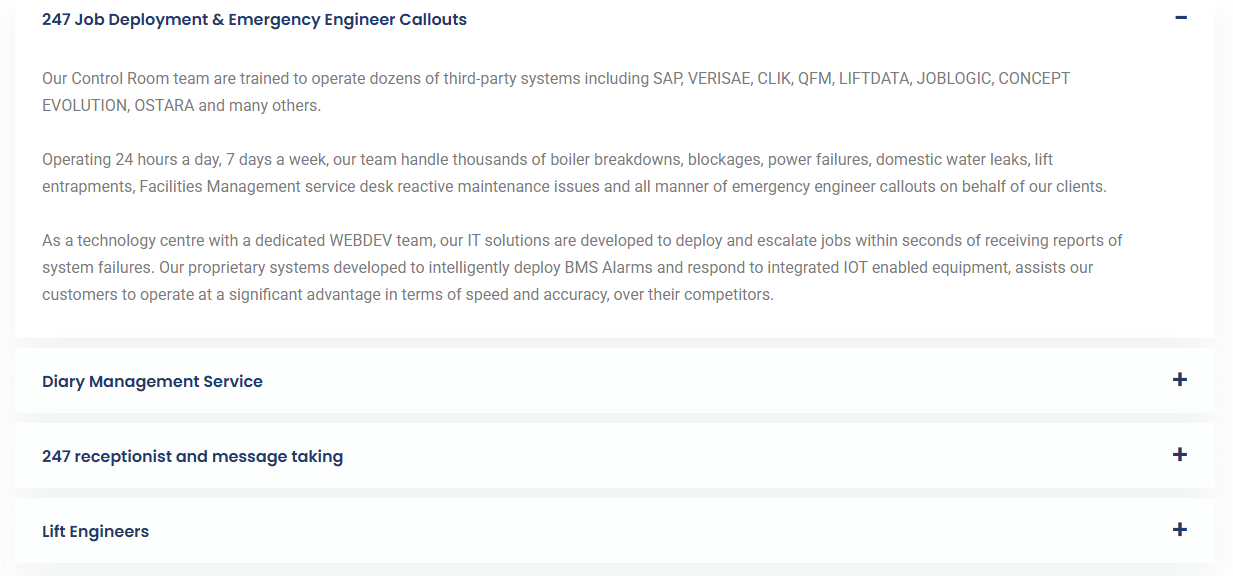 247 Job Deployment & Emergency Engineer Callouts
Our Control Room team are trained to operate dozens of third-party systems including SAP, VERISAE, CLIK, QFM, LIFTDATA, JOBLOGIC, CONCEPT
EVOLUTION, OSTARA and many others.
Operating 24 hours a day, 7 days a week, our team handle thousands of boiler breakdowns, blockages, power failures, domestic water leaks, lift
entrapments, Facilities Management service desk reactive maintenance issues and all manner of emergency engineer callouts on behalf of our clients.
As a technology centre with a dedicated WEBDEV team, our IT solutions are developed to deploy and escalate jobs within seconds of receiving reports of
system failures. Our proprietary systems developed to intelligently deploy BMS Alarms and respond to integrated IOT enabled equipment, assists our
customers to operate at a significant advantage in terms of speed and accuracy, over their competitors.
Diary Management Service
247 receptionist and message taking
Lift Engineers